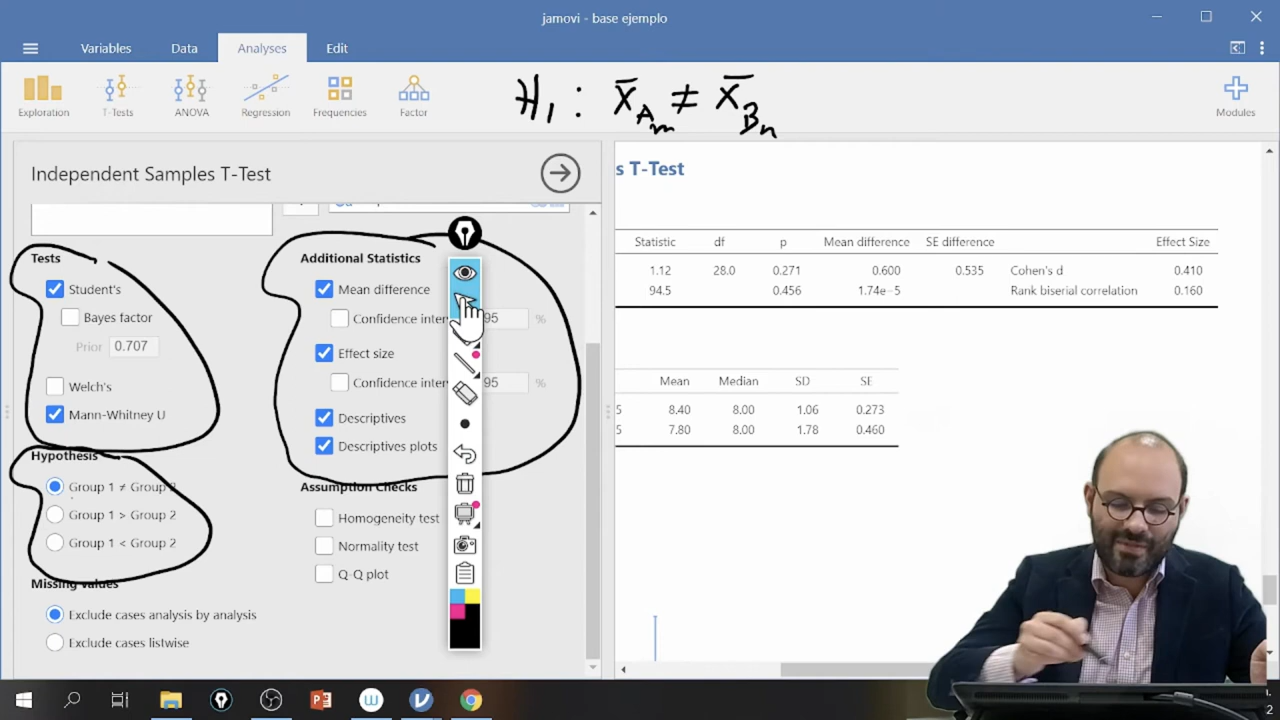 jamovi - base ejemplo
Variables Data Analyses Edit
Exploration T-Tests ANOVA Regression Frequencies Factor Modules
H₁ : X̄Aₘ ≠ X̄Bₙ
Independent Samples T-Test
s T-Test
Statistic df p Mean difference SE difference Effect Size
1.12 28.0 0.271 0.600 0.535 Cohen's d 0.410
94.5 0.456 1.74e−5 Rank biserial correlation 0.160
Mean Median SD SE
5 8.40 8.00 1.06 0.273
5 7.80 8.00 1.78 0.460
Tests
Student's
Bayes factor
Prior 0.707
Welch's
Mann-Whitney U
Hypothesis
Group 1 ≠ Group
Group 1 > Group 2
Group 1 < Group 2
Missing values
Exclude cases analysis by analysis
Exclude cases listwise
Additional Statistics
Mean difference
Confidence inter 95 %
Effect size
Confidence inter 95 %
Descriptives
Descriptives plots
Assumption Checks
Homogeneity test
Normality test
Q-Q plot